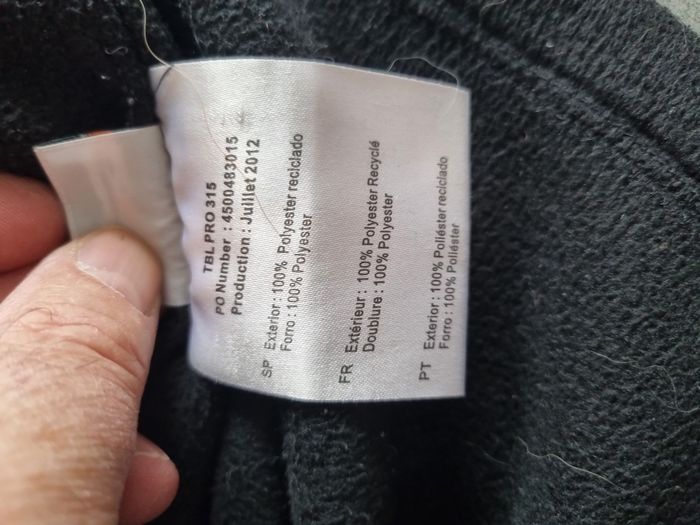 TBL PRO 315
PO Number : 4500483015
Production : Juillet 2012
SP Exterior : 100% Polyester reciclado
Forro : 100% Polyester
FR Extérieur : 100% Polyester Recyclé
Doublure : 100% Polyester
PT Exterior : 100% Poliéster reciclado
Forro : 100% Poliéster